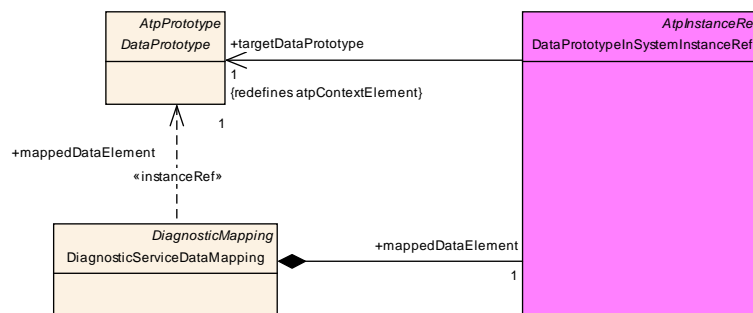 AtpPrototype
DataPrototype
AtpInstanceRe
DataPrototypeInSystemInstanceRef
+targetDataPrototype
1
{redefines atpContextElement}
1
+mappedDataElement
«instanceRef»
DiagnosticMapping
DiagnosticServiceDataMapping
+mappedDataElement
1